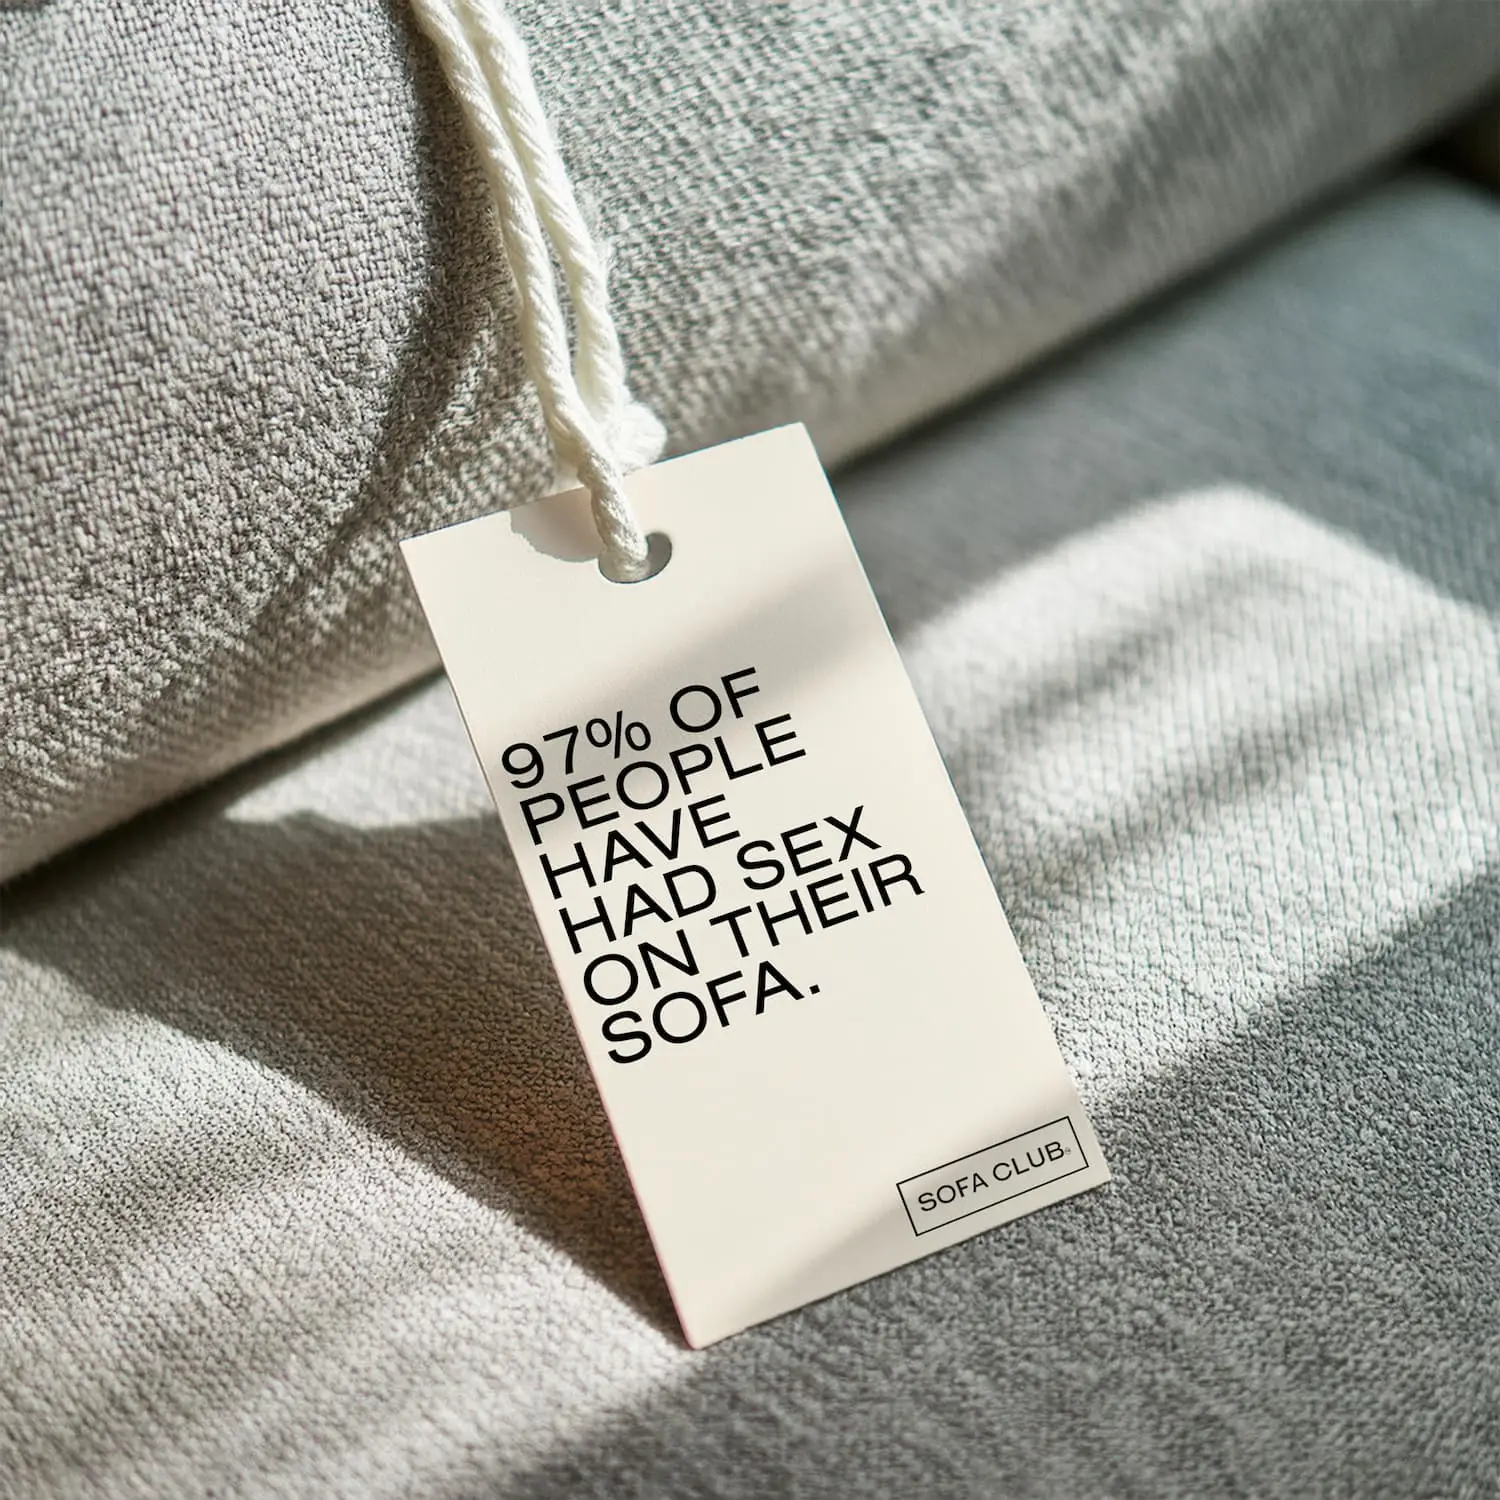 97% OF
PEOPLE
HAVE
HAD SEX
ON THEIR
SOFA.
SOFA CLUB®